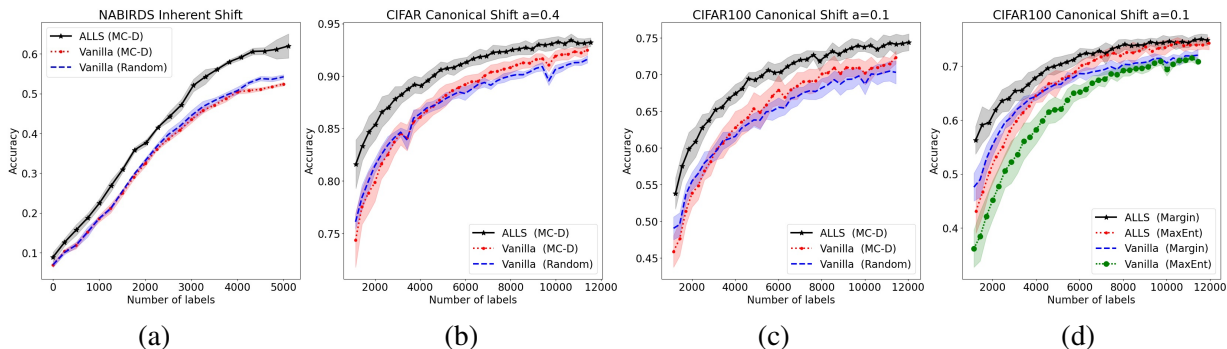 NABIRDS Inherent Shift
ALLS (MC-D)
Vanilla (MC-D)
Vanilla (Random)
Accuracy
0.6
0.5
0.4
0.3
0.2
0.1
0 1000 2000 3000 4000 5000
Number of labels
(a)
CIFAR Canonical Shift a=0.4
Accuracy
0.95
0.90
0.85
0.80
0.75
ALLS (MC-D)
Vanilla (MC-D)
Vanilla (Random)
2000 4000 6000 8000 10000 12000
Number of labels
(b)
CIFAR100 Canonical Shift a=0.1
Accuracy
0.80
0.75
0.70
0.65
0.60
0.55
0.50
0.45
ALLS (MC-D)
Vanilla (MC-D)
Vanilla (Random)
2000 4000 6000 8000 10000 12000
Number of labels
(c)
CIFAR100 Canonical Shift a=0.1
Accuracy
0.7
0.6
0.5
0.4
ALLS (Margin)
ALLS (MaxEnt)
Vanilla (Margin)
Vanilla (MaxEnt)
2000 4000 6000 8000 10000 12000
Number of labels
(d)